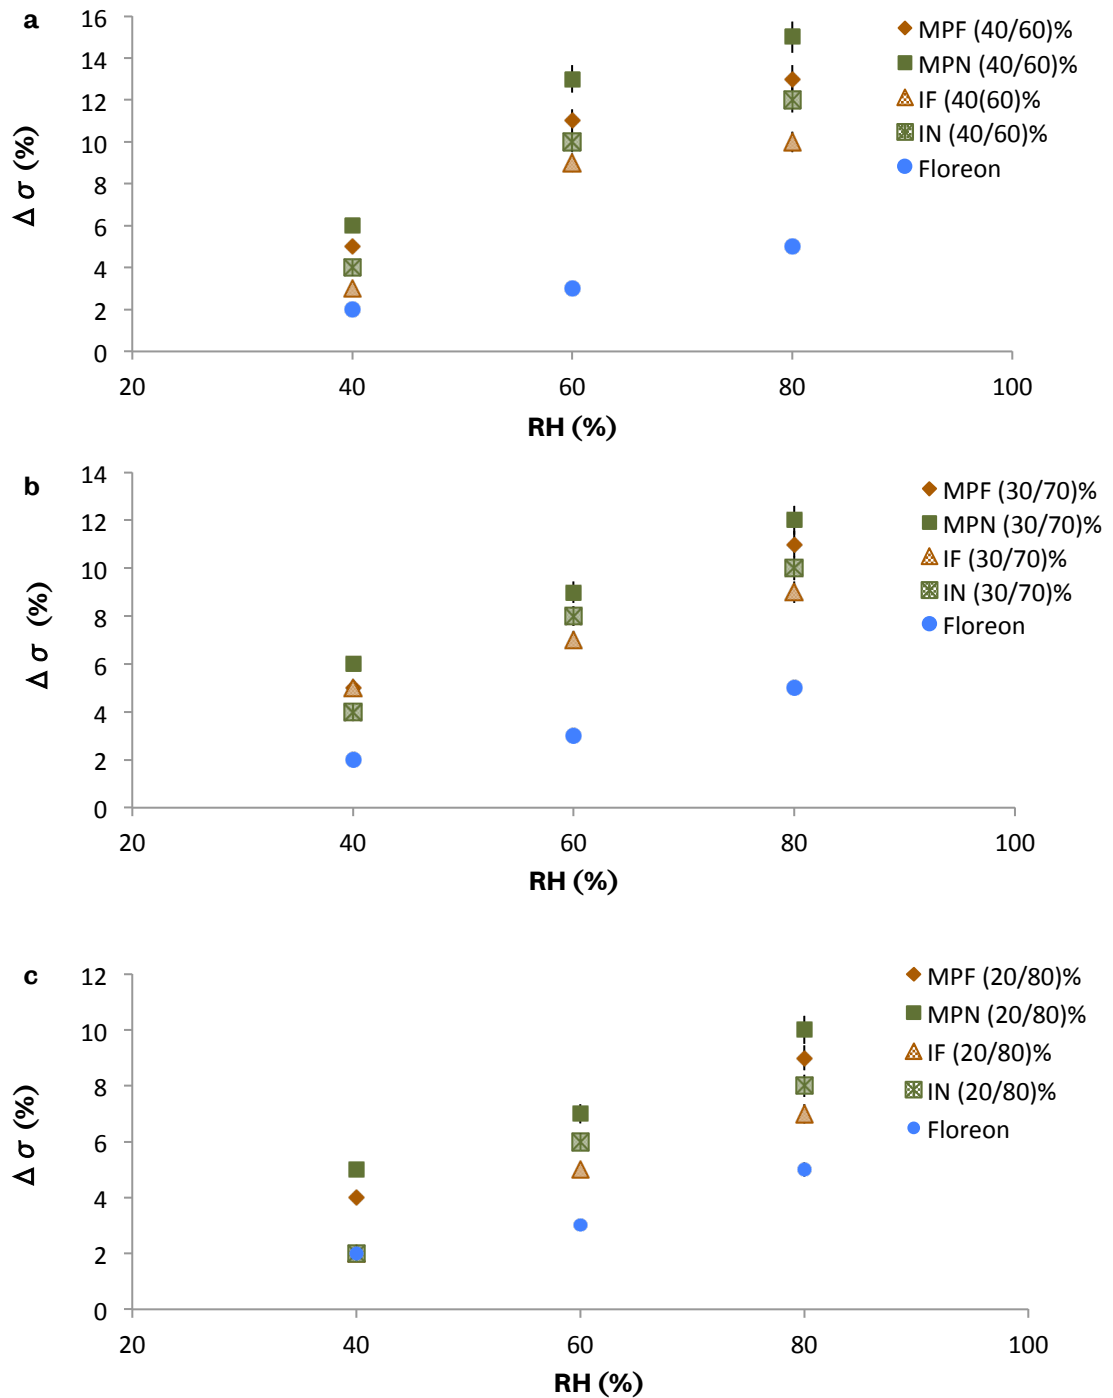 a
16
14
12
10
8
6
4
2
0
Δ σ (%)
20 40 60 80 100
RH (%)
MPF (40/60)%
MPN (40/60)%
IF (40(60)%
IN (40/60)%
Floreon
b
14
12
10
8
6
4
2
0
Δ σ (%)
20 40 60 80 100
RH (%)
MPF (30/70)%
MPN (30/70)%
IF (30/70)%
IN (30/70)%
Floreon
c
12
10
8
6
4
2
0
Δ σ (%)
20 40 60 80 100
RH (%)
MPF (20/80)%
MPN (20/80)%
IF (20/80)%
IN (20/80)%
Floreon